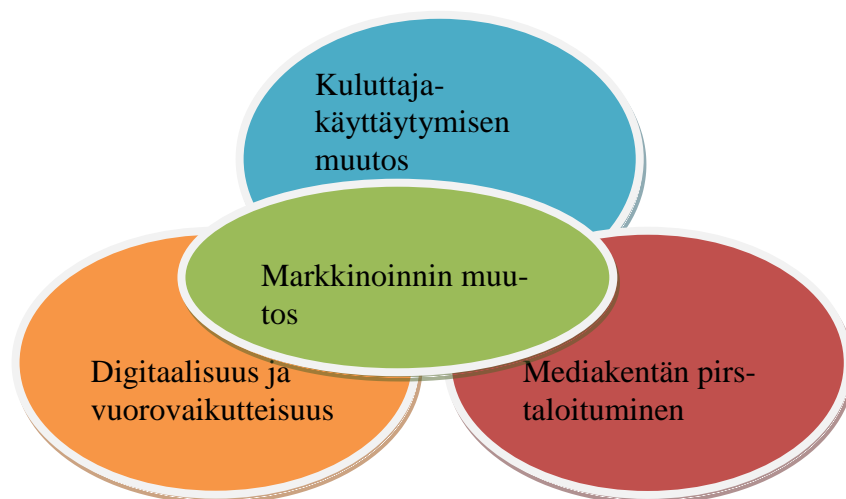 Kuluttaja-
käyttäytymisen
muutos
Markkinoinnin muu-
tos
Digitaalisuus ja
vuorovaikutteisuus
Mediakentän pirs-
taloituminen